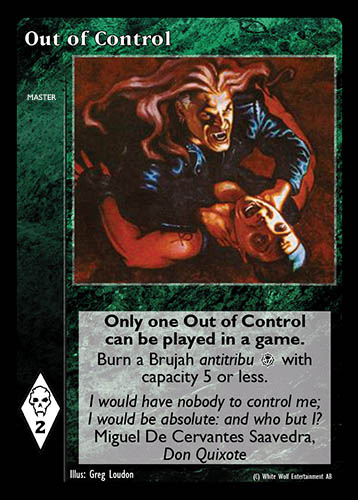 Out of Control
MASTER
Only one Out of Control
can be played in a game.
Burn a Brujah antitribu with
capacity 5 or less.
I would have nobody to control me;
I would be absolute: and who but I?
Miguel De Cervantes Saavedra,
Don Quixote
2
Illus: Greg Loudon
(C) White Wolf Entertainment AB